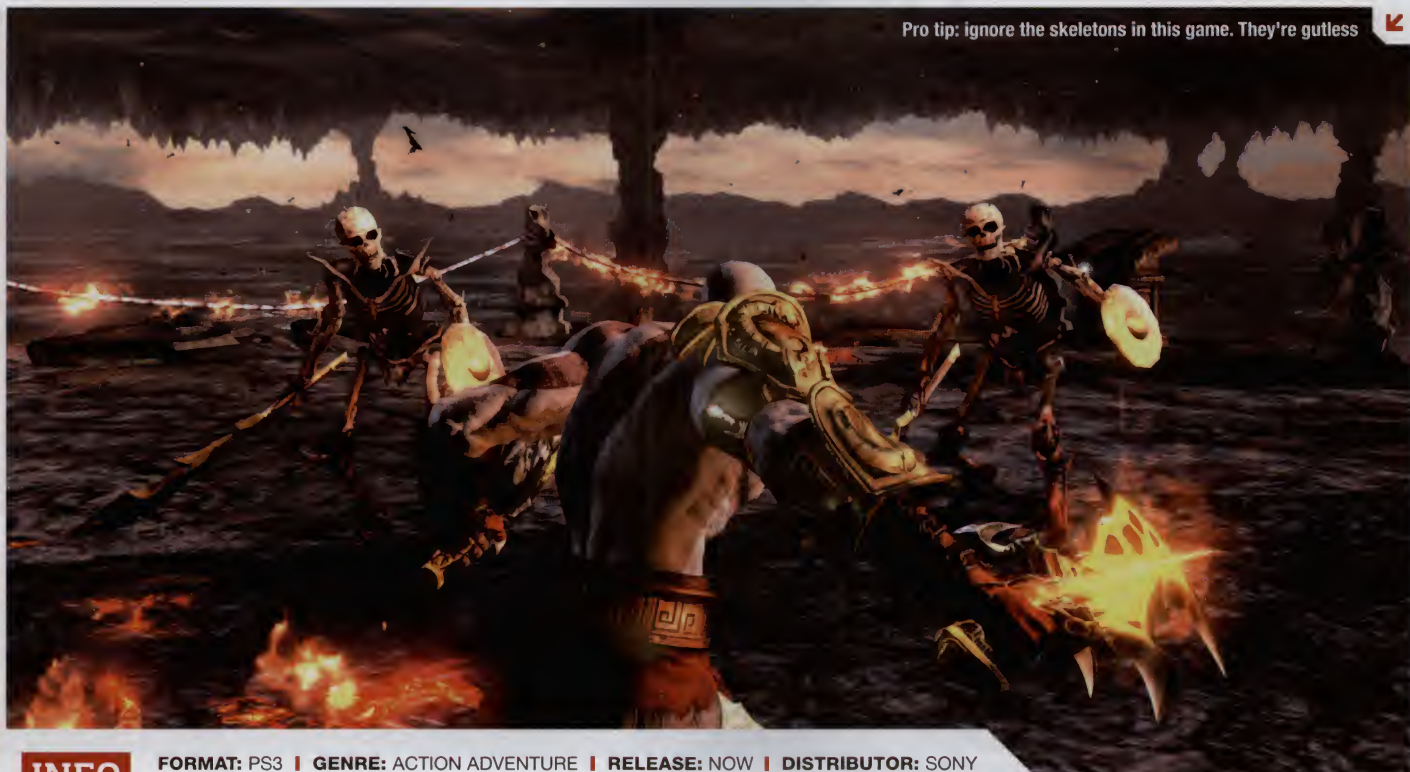 Pro tip: ignore the skeletons in this game. They're gutless
INFO
FORMAT: PS3 | GENRE: ACTION ADVENTURE | RELEASE: NOW | DISTRIBUTOR: SONY